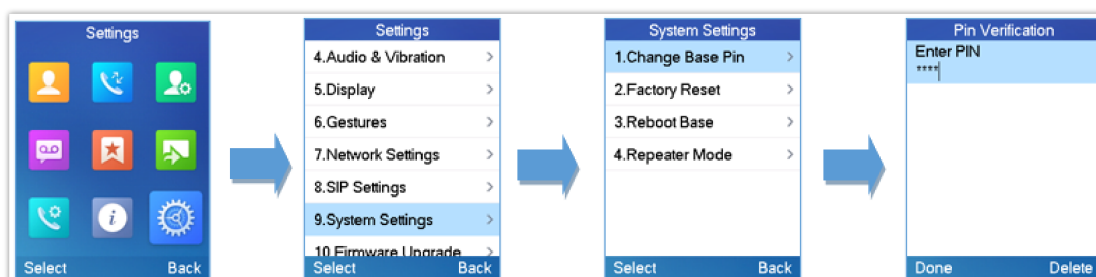 Settings
Select Back
Settings
4.Audio & Vibration
5.Display
6.Gestures
7.Network Settings
8.SIP Settings
9.System Settings
10.Firmware Upgrade
Select Back
System Settings
1.Change Base Pin
2.Factory Reset
3.Reboot Base
4.Repeater Mode
Select Back
Pin Verification
Enter PIN
****
Done Delete